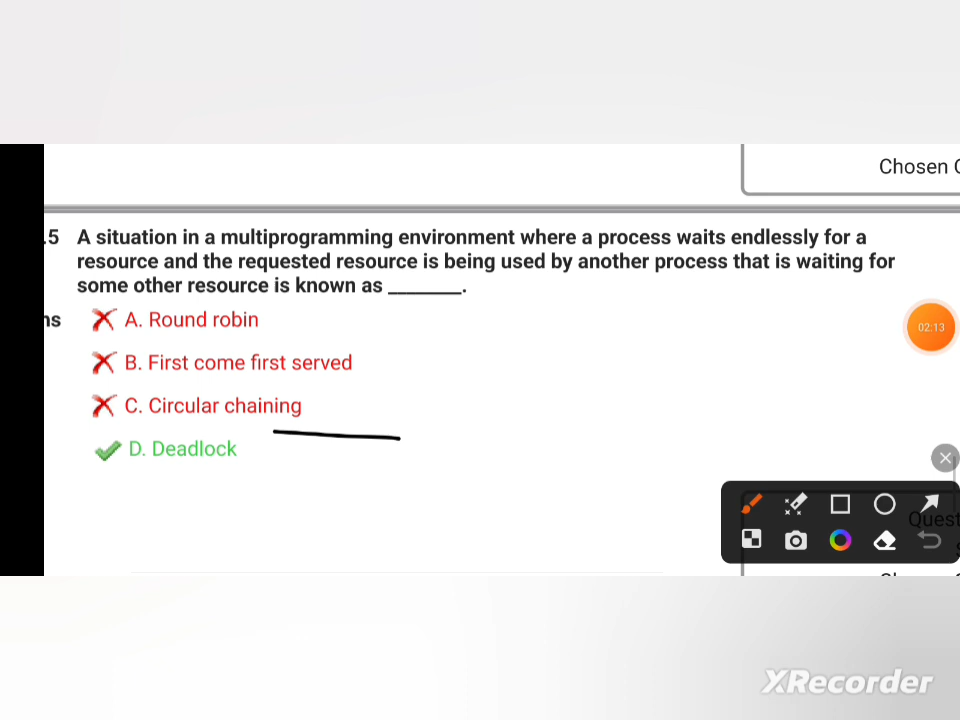 Chosen
.5 A situation in a multiprogramming environment where a process waits endlessly for a
resource and the requested resource is being used by another process that is waiting for
some other resource is known as ________.
ns
A. Round robin
B. First come first served
C. Circular chaining
D. Deadlock
02:13
Quest
XRecorder